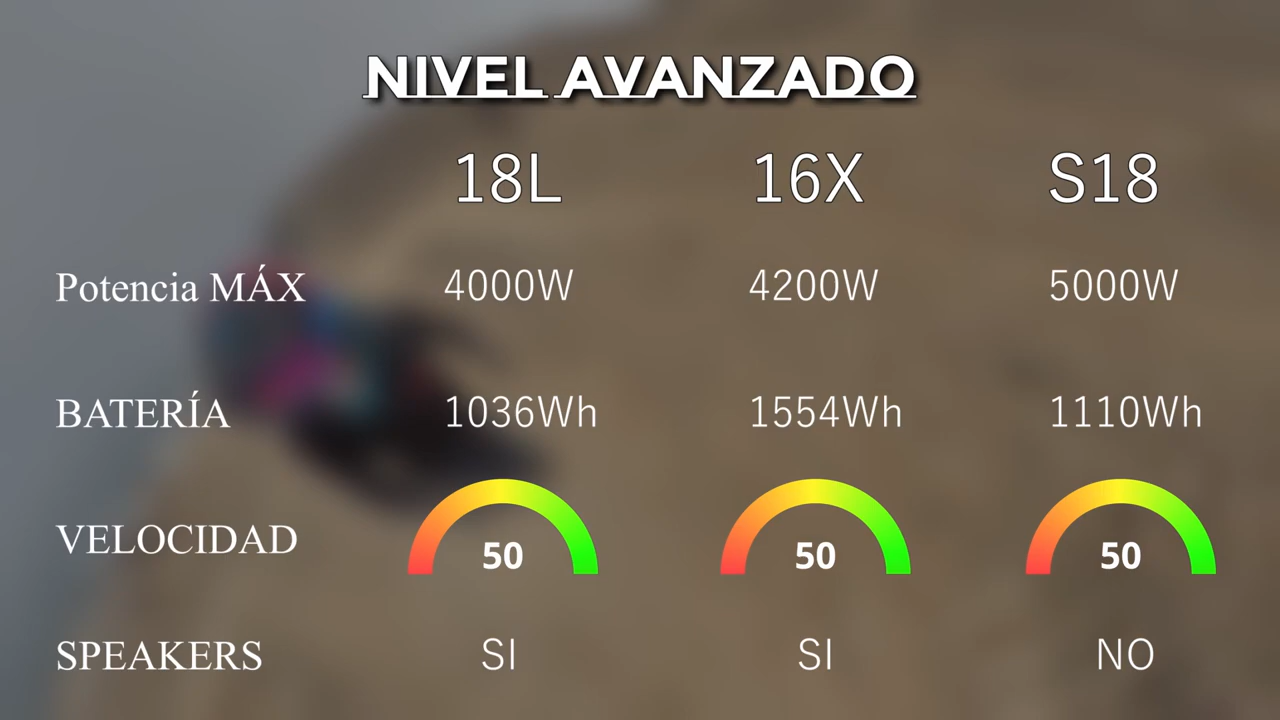 NIVEL AVANZADO
18L 16X S18
Potencia MÁX 4000W 4200W 5000W
BATERÍA 1036Wh 1554Wh 1110Wh
VELOCIDAD 50 50 50
SPEAKERS SI SI NO